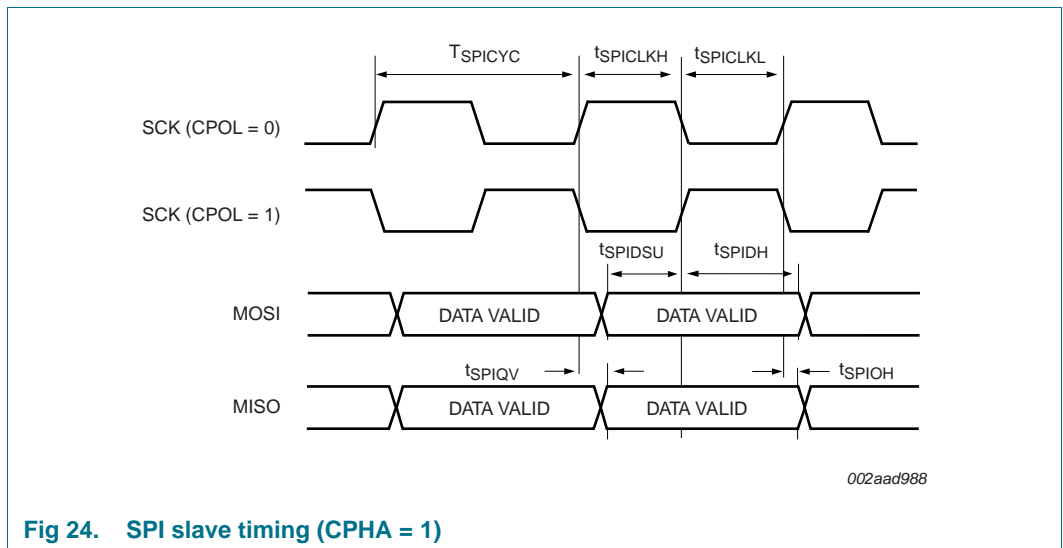 TSPICYC tSPICLKH tSPICLKL
SCK (CPOL = 0)
SCK (CPOL = 1)
tSPIDSU tSPIDH
MOSI DATA VALID DATA VALID
tSPIQV tSPIOH
MISO DATA VALID DATA VALID
002aad988
Fig 24. SPI slave timing (CPHA = 1)